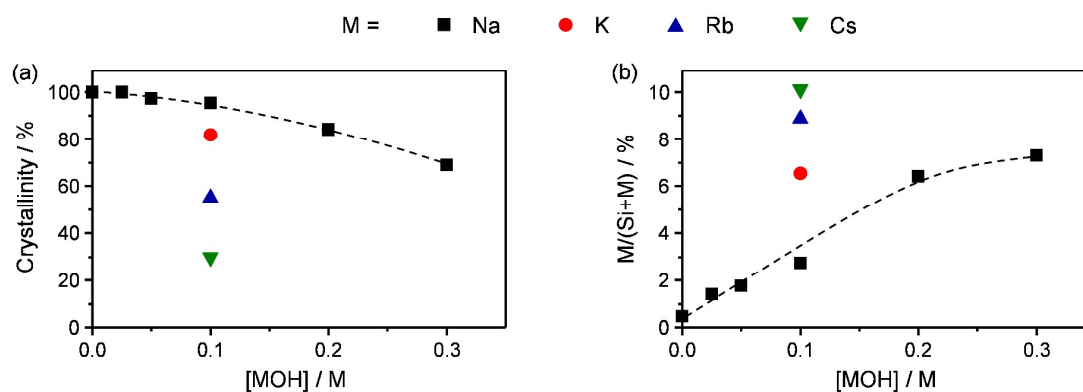 M = Na K Rb Cs
(a)
Crystallinity / %
100
80
60
40
20
0
0.0 0.1 0.2 0.3
[MOH] / M
(b)
M/(Si+M) / %
10
8
6
4
2
0
0.0 0.1 0.2 0.3
[MOH] / M